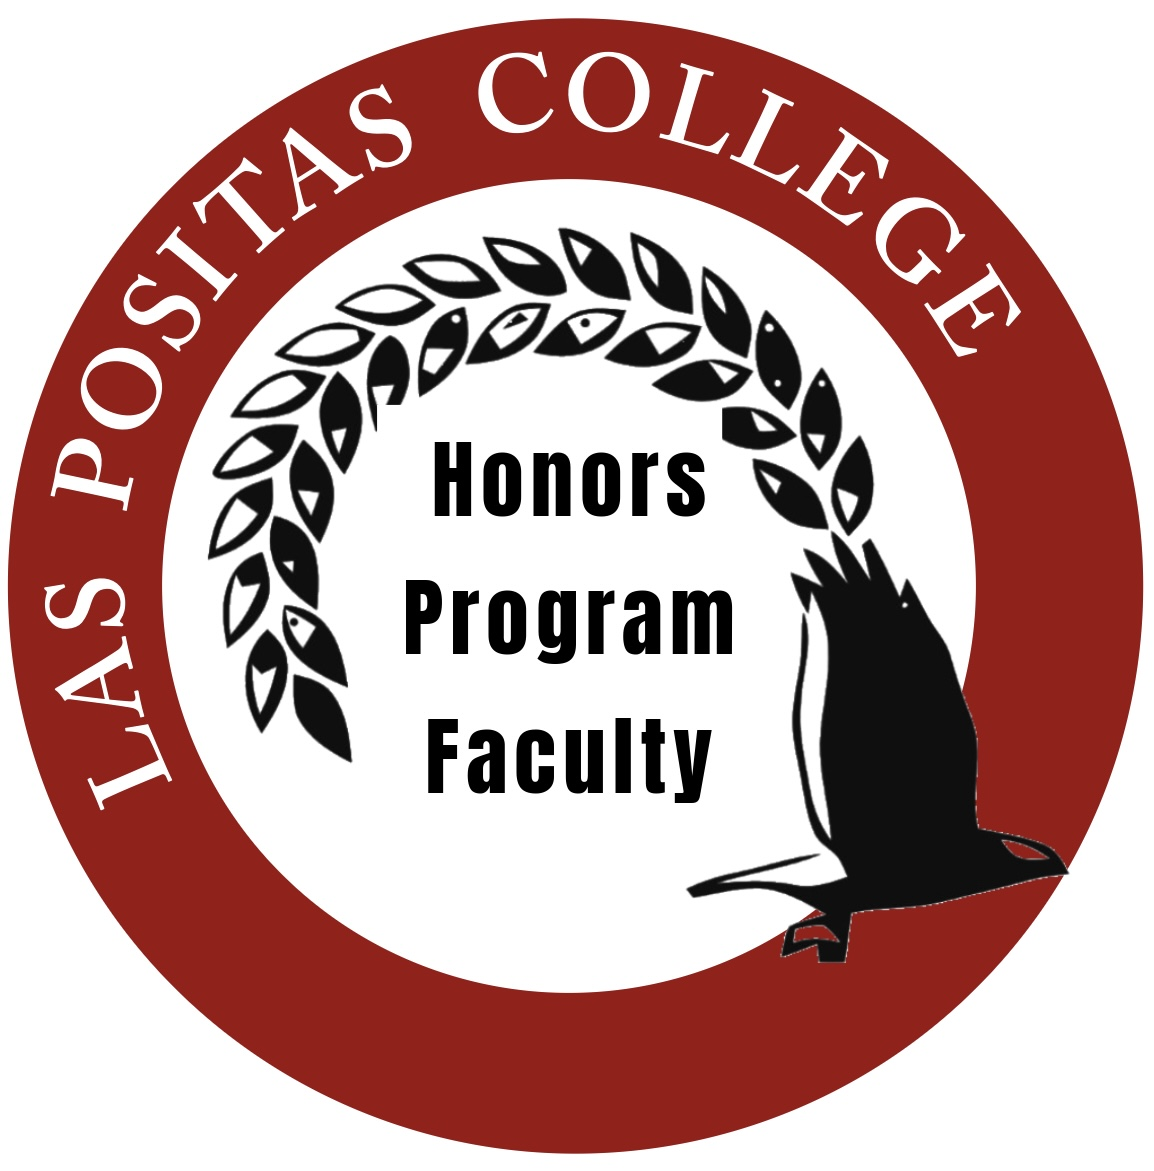 LAS POSITAS COLLEGE
Honors
Program
Faculty